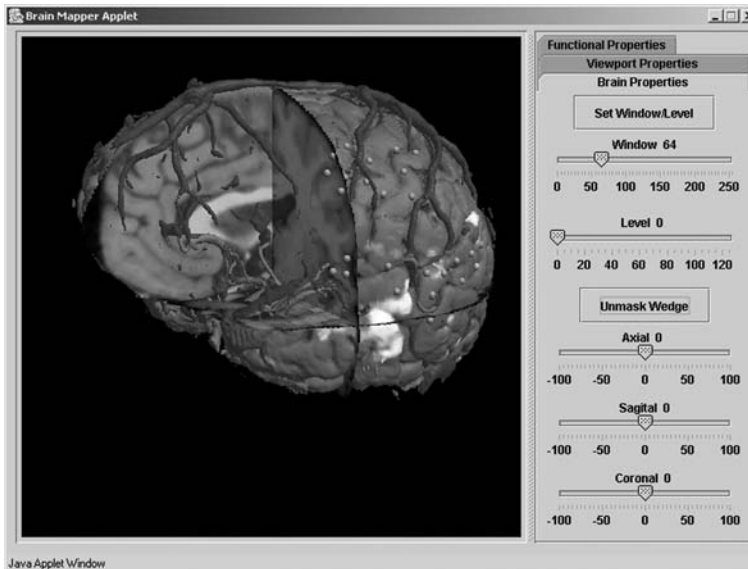 Brain Mapper Applet
Functional Properties
Viewport Properties
Brain Properties
Set Window/Level
Window 64
0 50 100 150 200 250
Level 0
0 20 40 60 80 100 120
Unmask Wedge
Axial 0
-100 -50 0 50 100
Sagital 0
-100 -50 0 50 100
Coronal 0
-100 -50 0 50 100
Java Applet Window